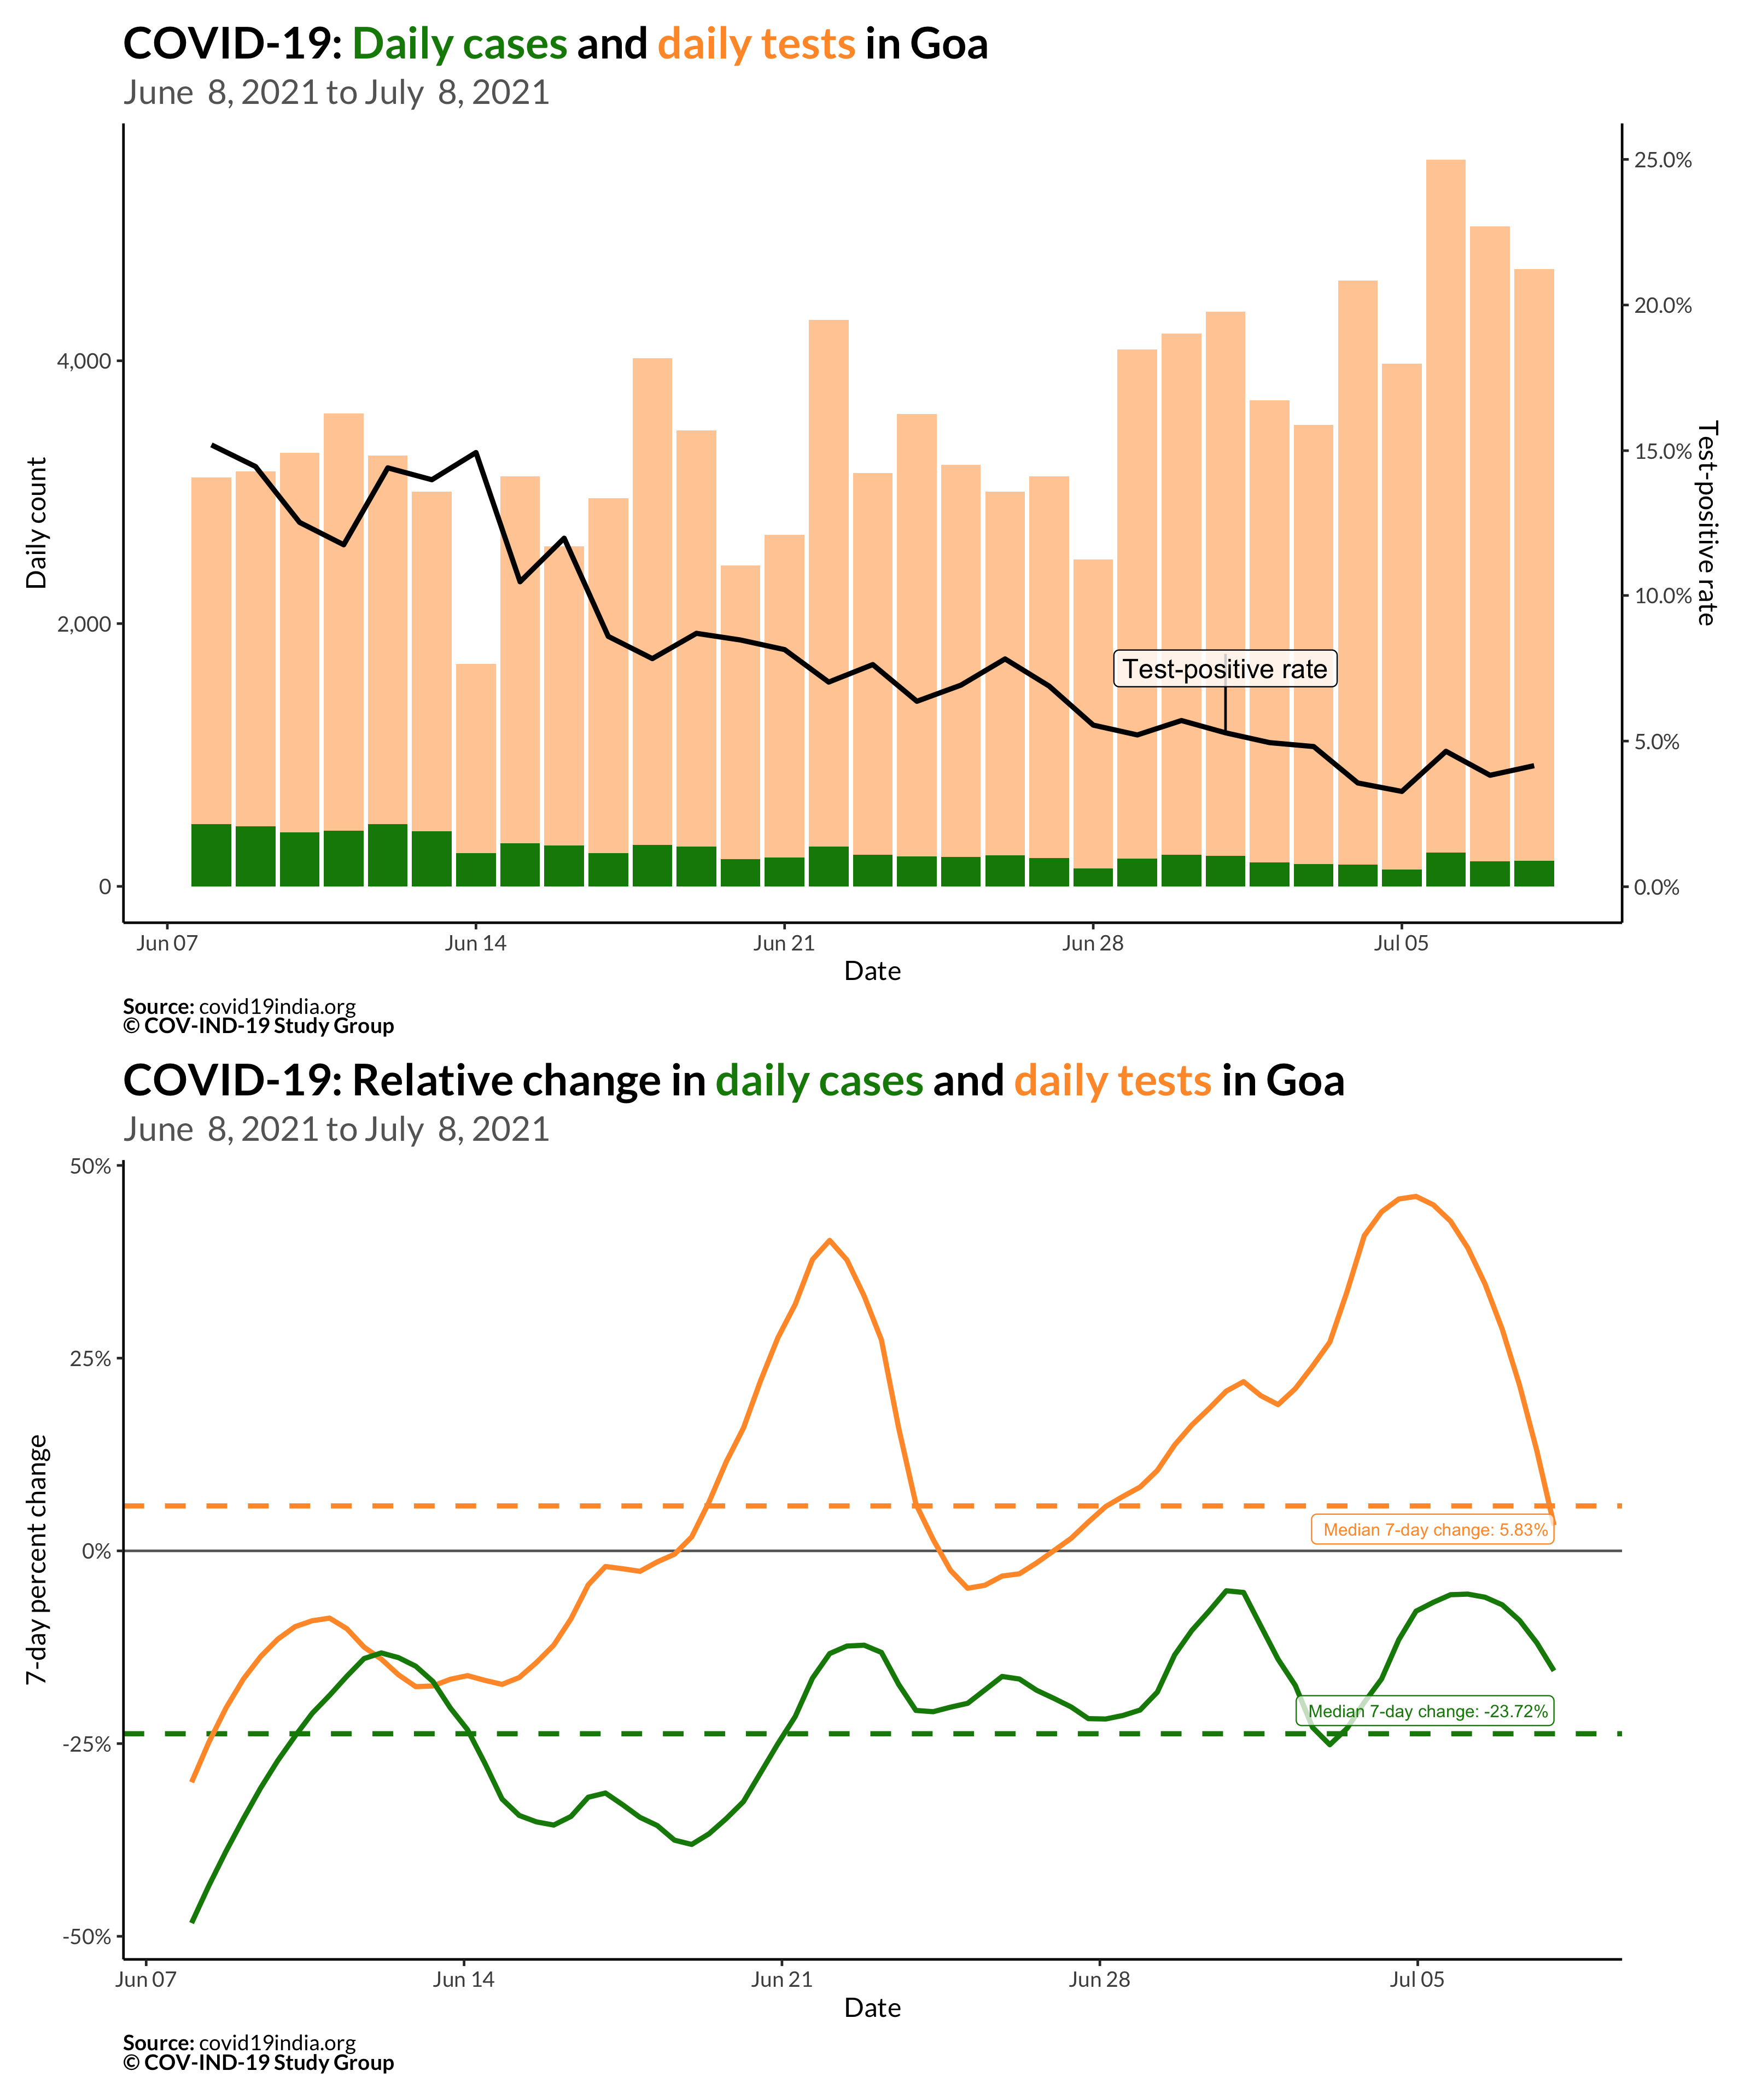 COVID-19: Daily cases and daily tests in Goa
June 8, 2021 to July 8, 2021
25.0%
20.0%
4,000
15.0%
Daily count
Test-positive rate
2,000
10.0%
Test-positive rate
5.0%
0
0.0%
Jun 07 Jun 14 Jun 21 Jun 28 Jul 05
Date
Source: covid19india.org
© COV-IND-19 Study Group
COVID-19: Relative change in daily cases and daily tests in Goa
June 8, 2021 to July 8, 2021
50%
25%
7-day percent change
Median 7-day change: 5.83%
0%
Median 7-day change: -23.72%
-25%
-50%
Jun 07 Jun 14 Jun 21 Jun 28 Jul 05
Date
Source: covid19india.org
© COV-IND-19 Study Group